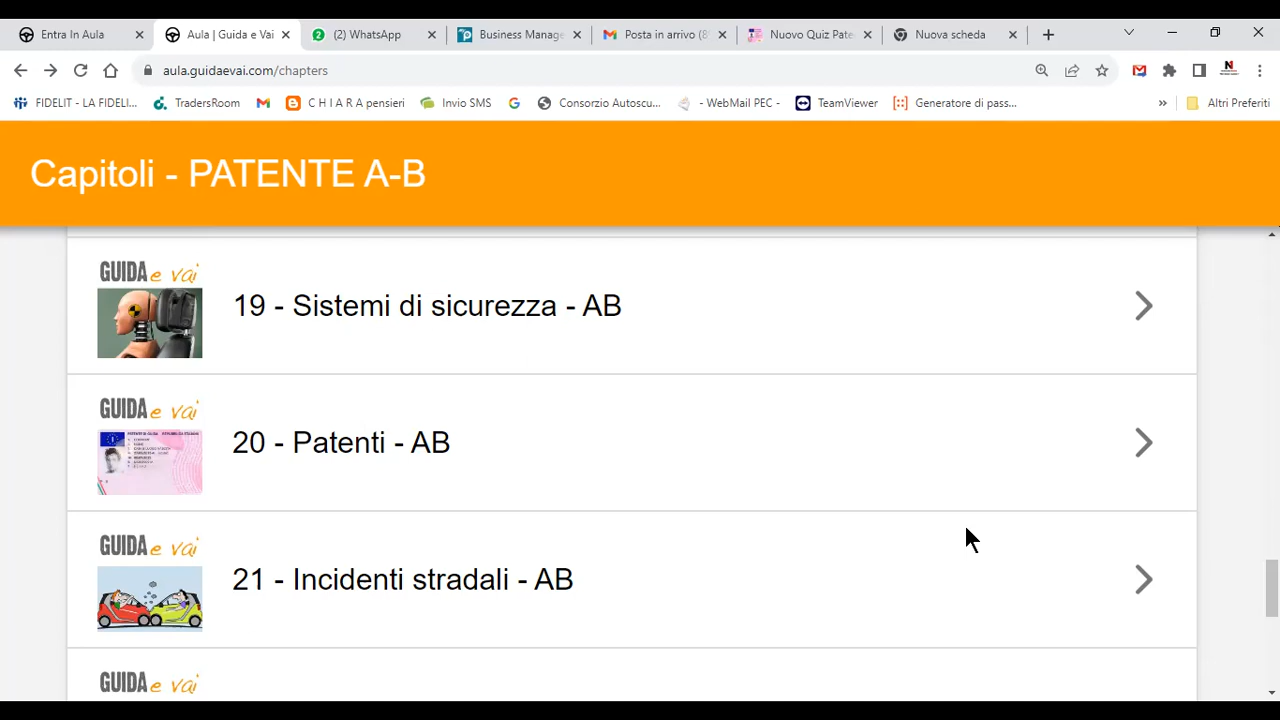 Entra In Aula
Aula | Guida e Vai
(2) WhatsApp
Business Manage
Posta in arrivo (8
Nuovo Quiz Pate
Nuova scheda
aula.guidaevai.com/chapters
FIDELIT - LA FIDELI...
TradersRoom
C H I A R A pensieri
Invio SMS
Consorzio Autoscu...
- WebMail PEC -
TeamViewer
Generatore di pass...
»
Altri Preferiti
Capitoli - PATENTE A-B
GUIDA e vai
19 - Sistemi di sicurezza - AB
GUIDA e vai
20 - Patenti - AB
GUIDA e vai
21 - Incidenti stradali - AB
GUIDA e vai